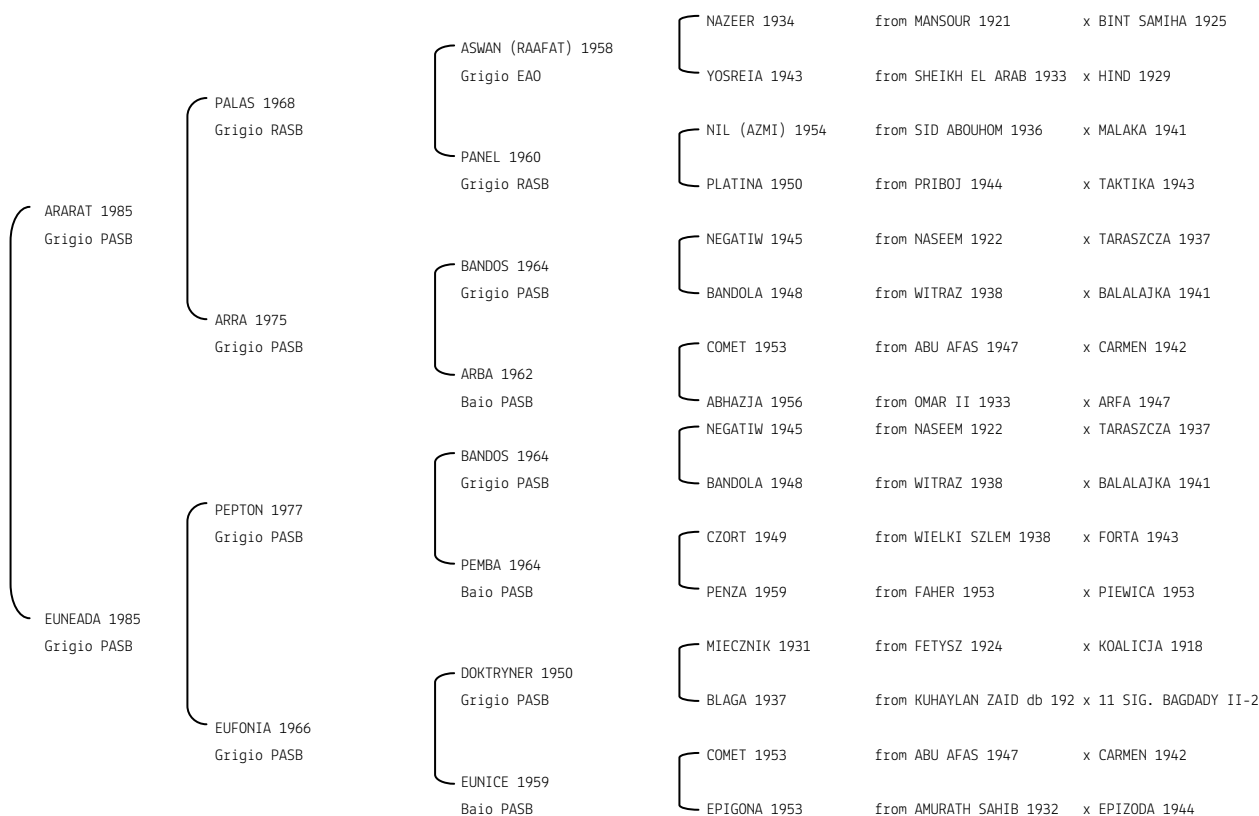 NAZEER 1934 from MANSOUR 1921 x BINT SAMIHA 1925
ASWAN (RAAFAT) 1958
Grigio EAO
YOSREIA 1943 from SHEIKH EL ARAB 1933 x HIND 1929
PALAS 1968
Grigio RASB
NIL (AZMI) 1954 from SID ABOUHOM 1936 x MALAKA 1941
PANEL 1960
Grigio RASB
PLATINA 1950 from PRIBOJ 1944 x TAKTIKA 1943
ARARAT 1985
Grigio PASB
NEGATIW 1945 from NASEEM 1922 x TARASZCZA 1937
BANDOS 1964
Grigio PASB
BANDOLA 1948 from WITRAZ 1938 x BALALAJKA 1941
ARRA 1975
Grigio PASB
COMET 1953 from ABU AFAS 1947 x CARMEN 1942
ARBA 1962
Baio PASB
ABHAZJA 1956 from OMAR II 1933 x ARFA 1947
NEGATIW 1945 from NASEEM 1922 x TARASZCZA 1937
BANDOS 1964
Grigio PASB
BANDOLA 1948 from WITRAZ 1938 x BALALAJKA 1941
PEPTON 1977
Grigio PASB
CZORT 1949 from WIELKI SZLEM 1938 x FORTA 1943
PEMBA 1964
Baio PASB
PENZA 1959 from FAHER 1953 x PIEWICA 1953
EUNEADA 1985
Grigio PASB
MIECZNIK 1931 from FETYSZ 1924 x KOALICJA 1918
DOKTRYNER 1950
Grigio PASB
BLAGA 1937 from KUHAYLAN ZAID db 192 x 11 SIG. BAGDADY II-2
EUFONIA 1966
Grigio PASB
COMET 1953 from ABU AFAS 1947 x CARMEN 1942
EUNICE 1959
Baio PASB
EPIGONA 1953 from AMURATH SAHIB 1932 x EPIZODA 1944